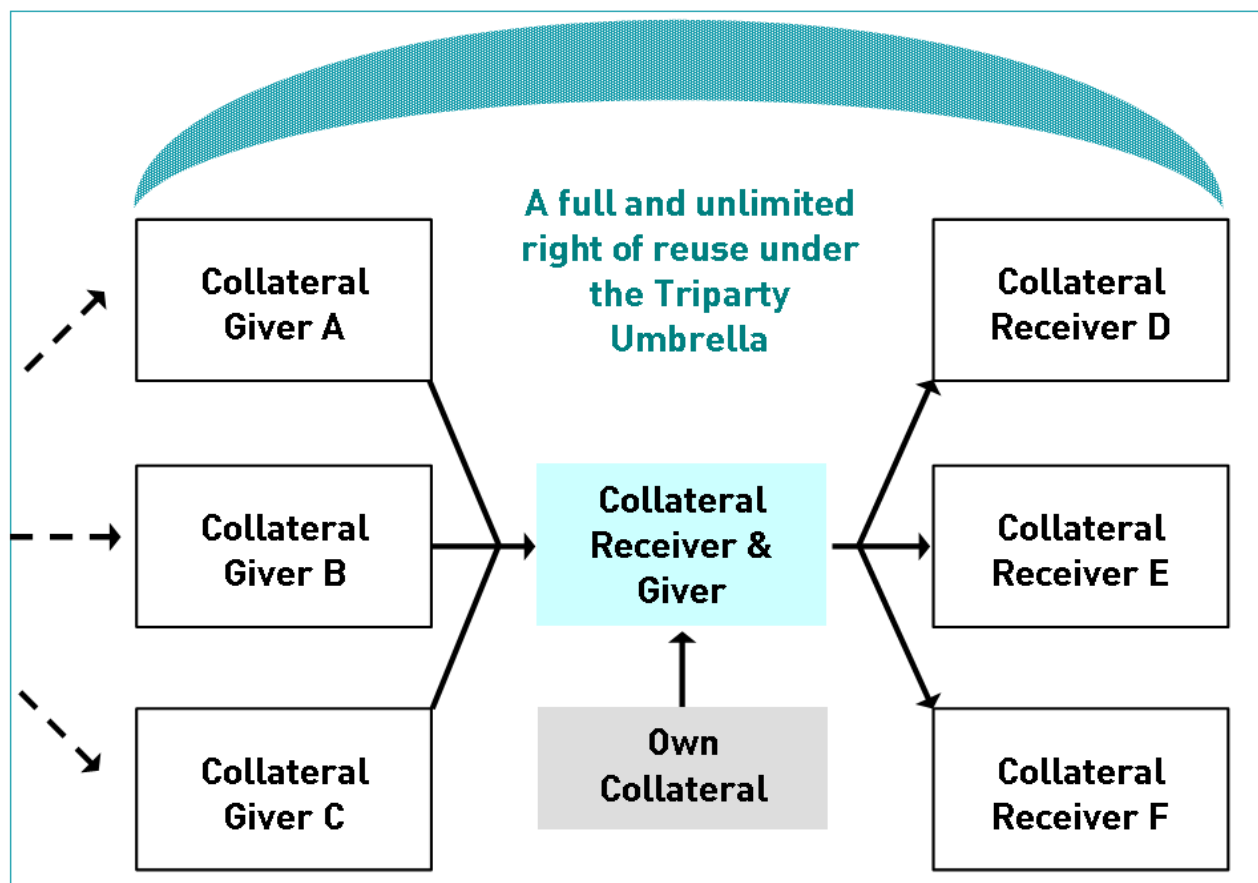 A full and unlimited
right of reuse under
the Triparty
Umbrella
Collateral
Giver A
Collateral
Receiver D
Collateral
Giver B
Collateral
Receiver &
Giver
Collateral
Receiver E
Collateral
Giver C
Own
Collateral
Collateral
Receiver F